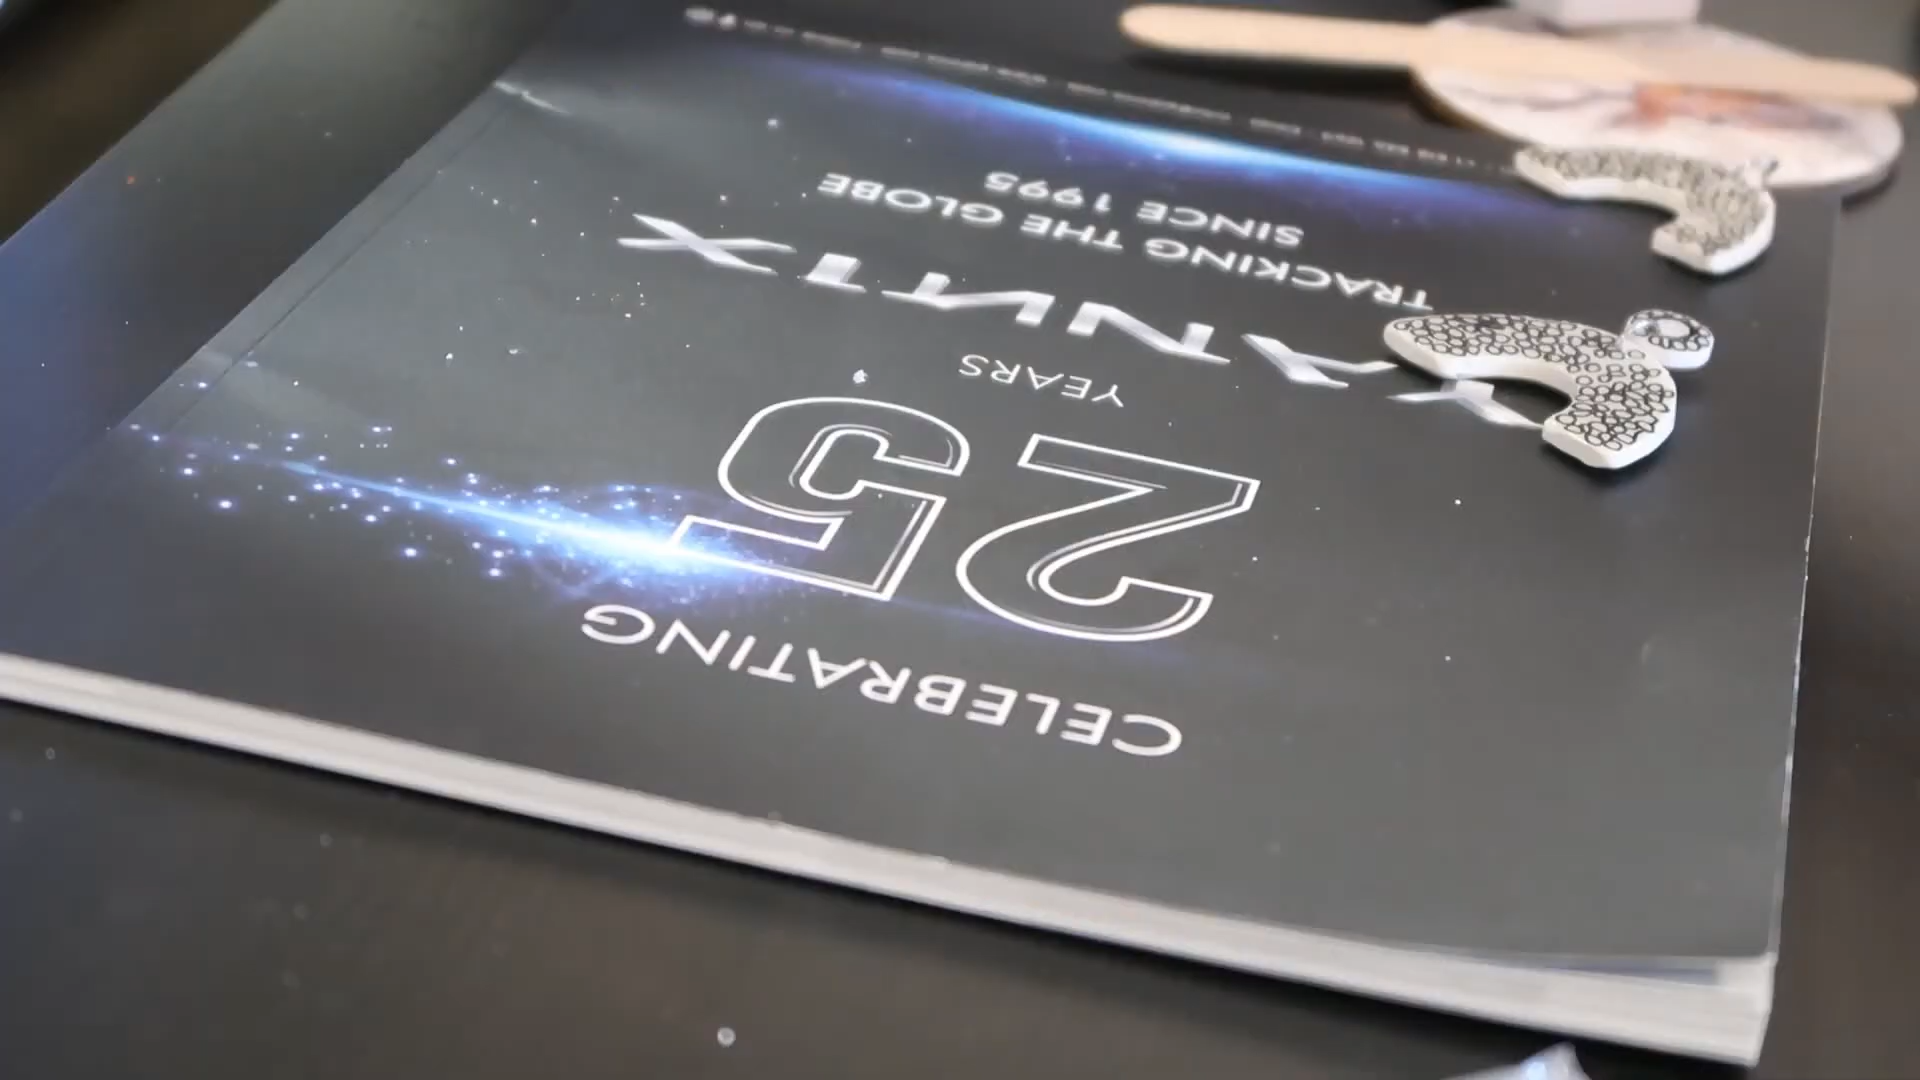 CELEBRATING
25
YEARS
TRACKING THE GLOBE
SINCE 1995